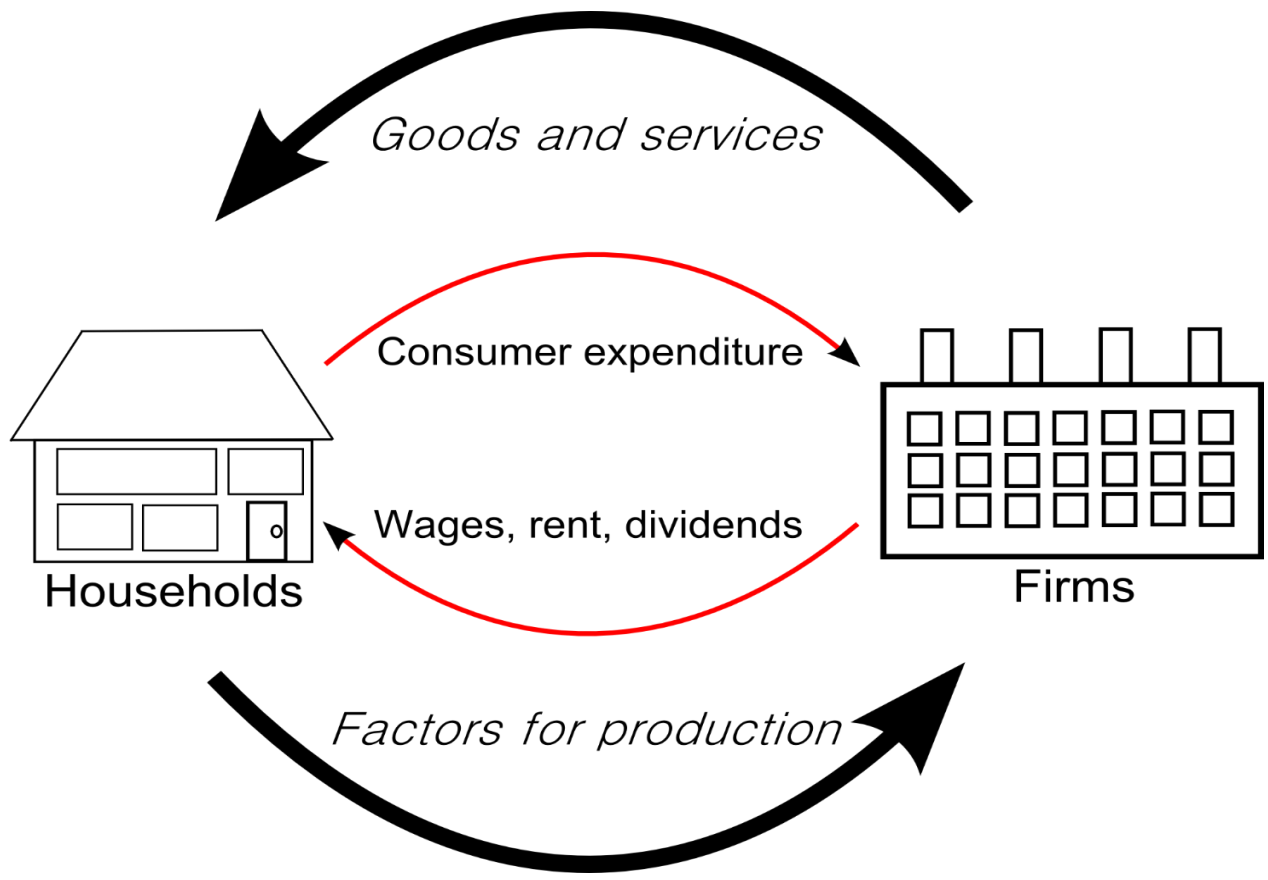 Goods and services
Consumer expenditure
Wages, rent, dividends
Households
Firms
Factors for production